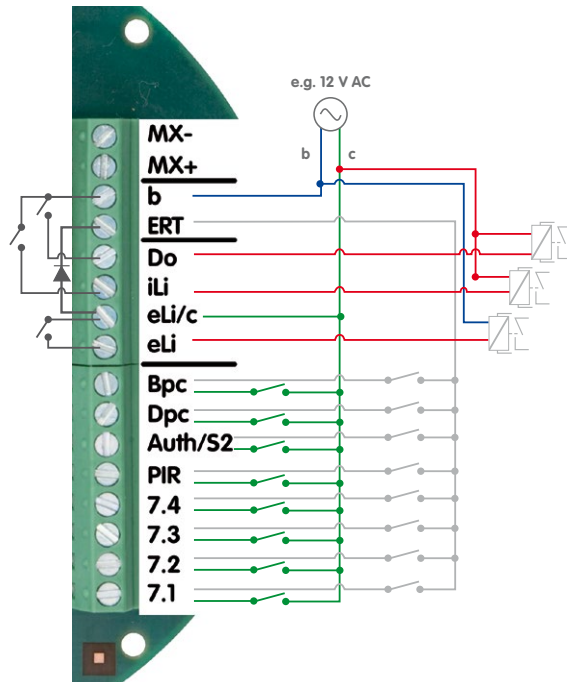 e.g. 12 V AC
b
c
MX-
MX+
b
ERT
Do
iLi
eLi/c
eLi
Bpc
Dpc
Auth/S2
PIR
7.4
7.3
7.2
7.1